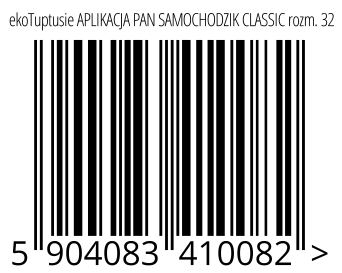 ekoTuptusie APLIKACJA PAN SAMOCHODZIK CLASSIC rozm. 32
5 904083 410082 >